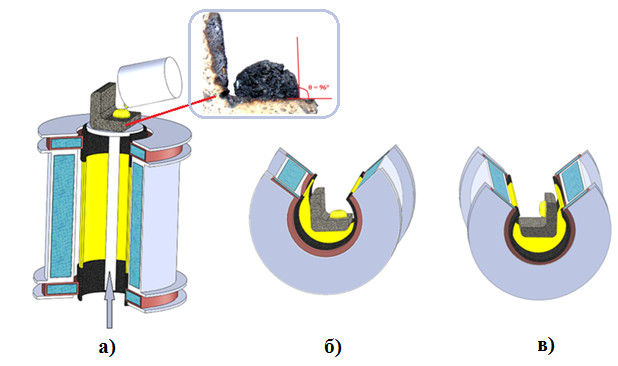 θ = 96°
а)
б)
в)